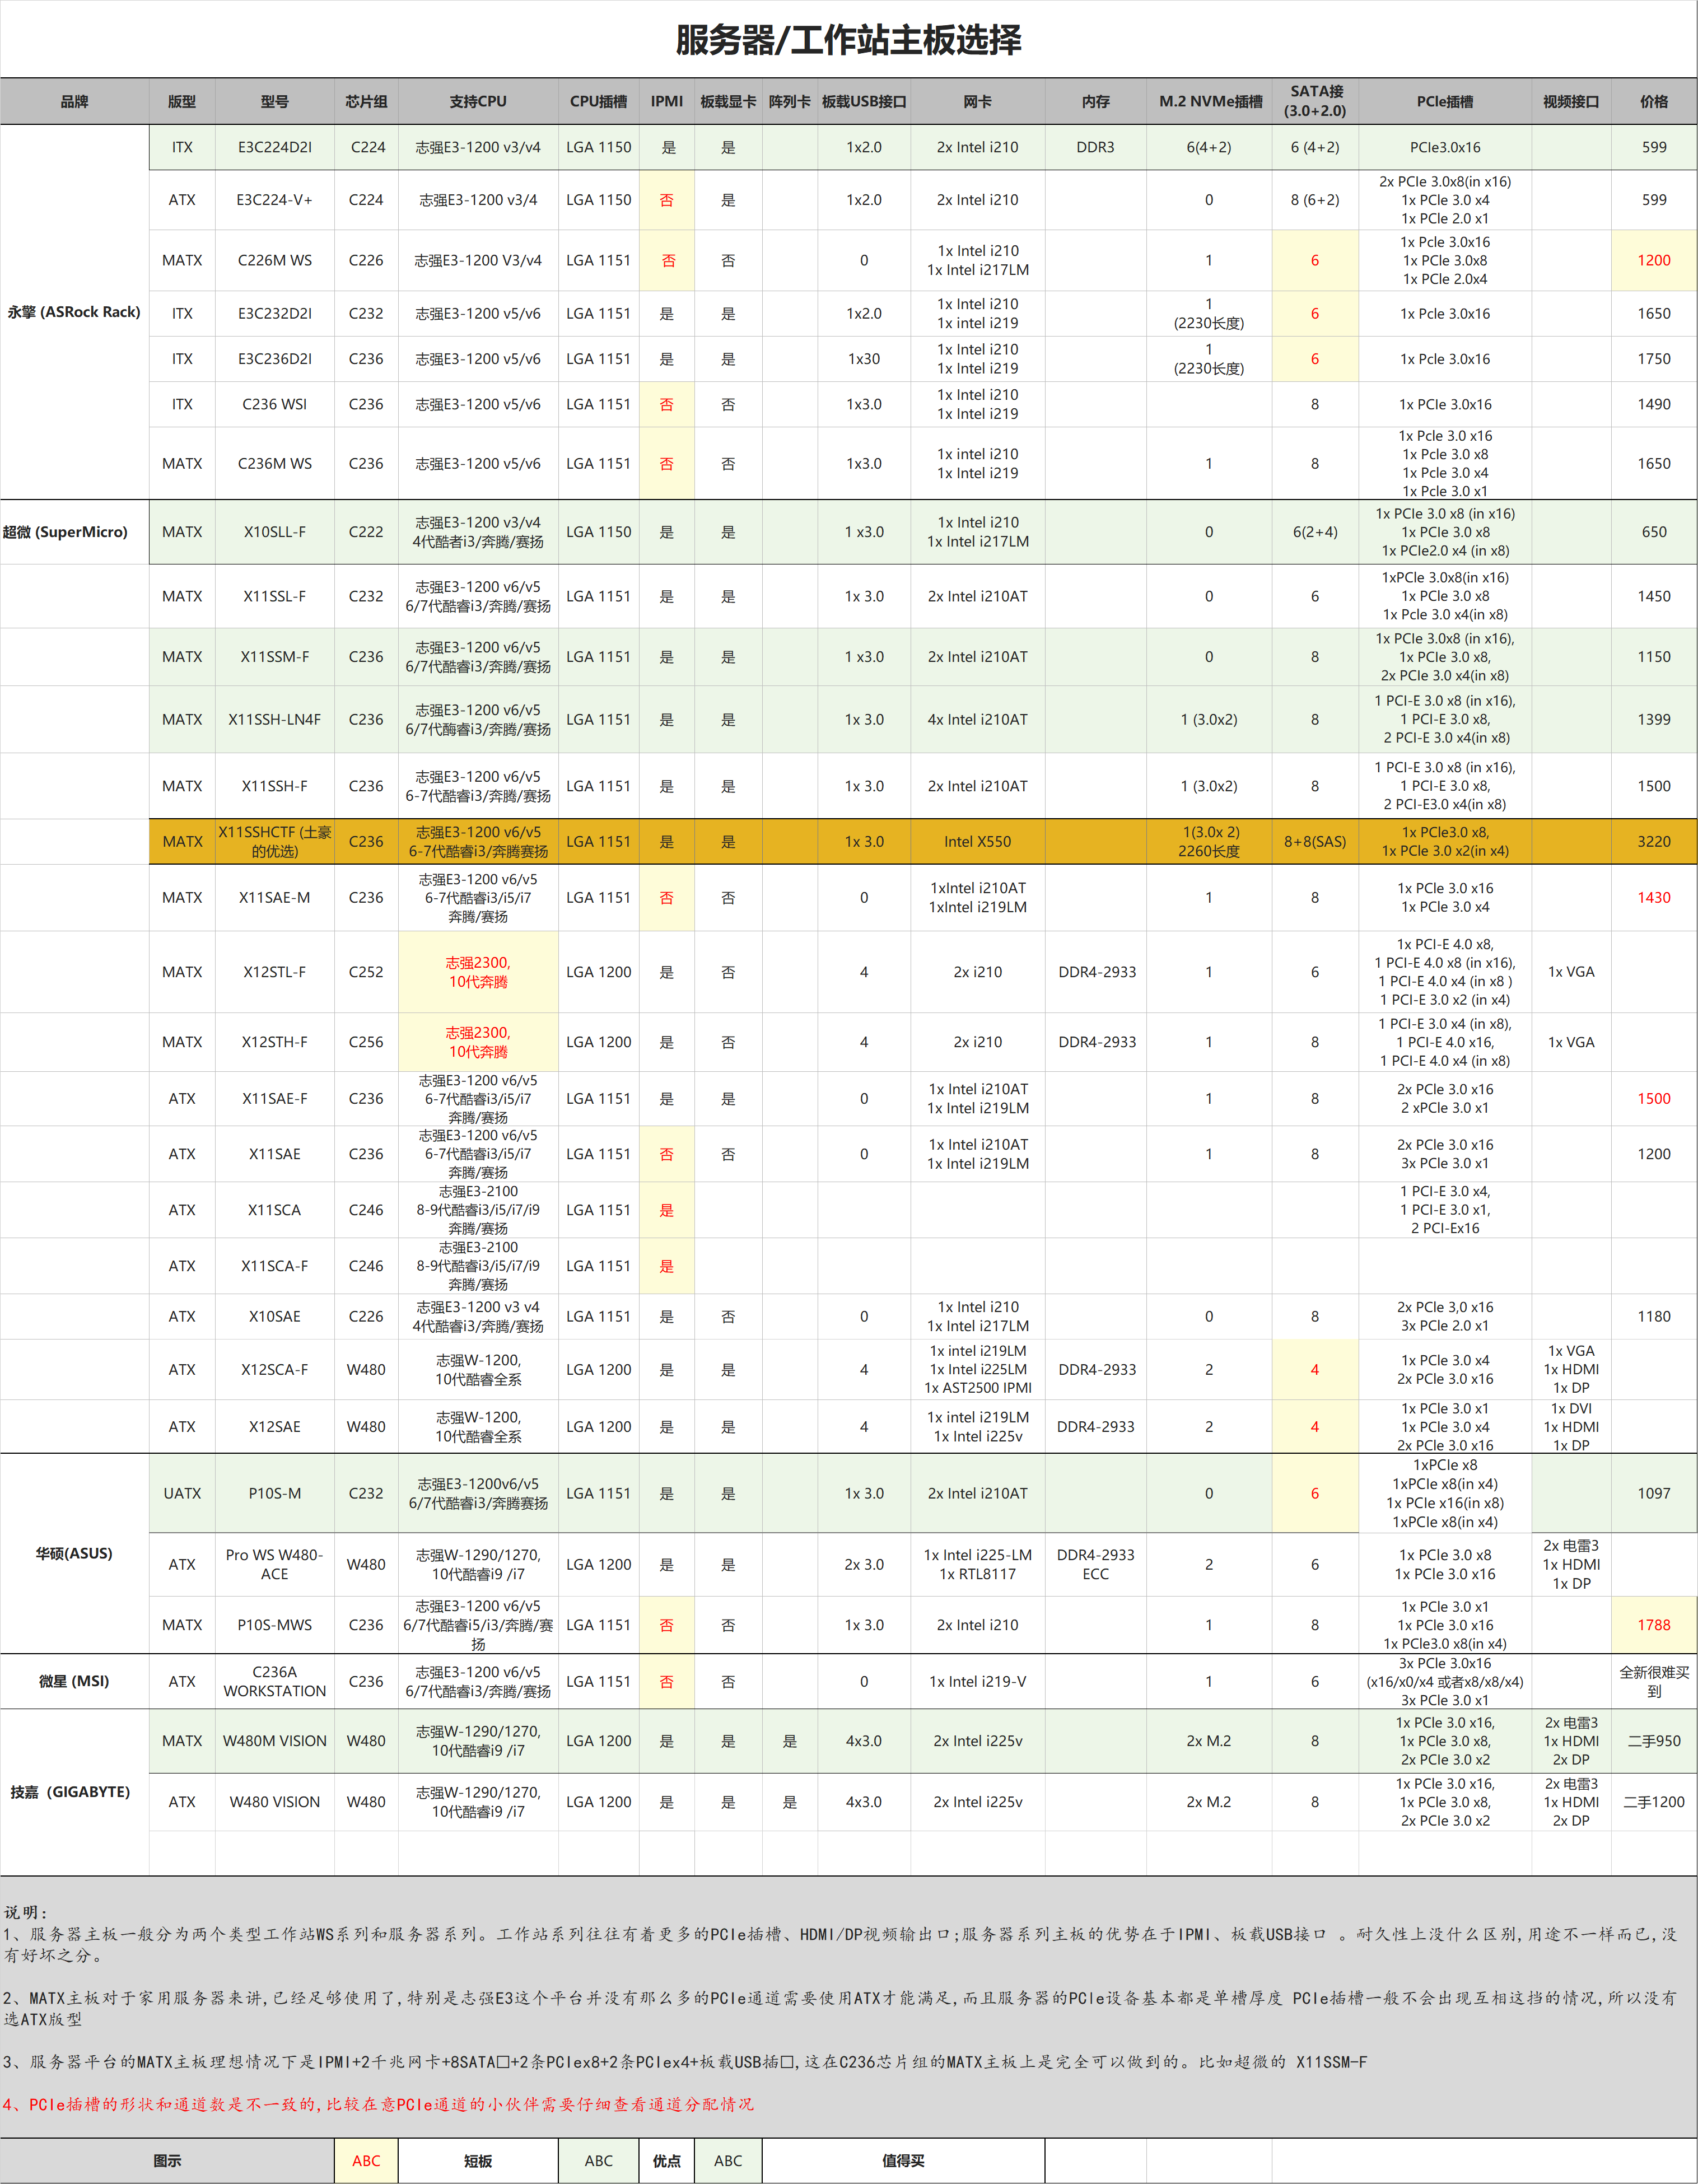 服务器/工作站主板选择
品牌 版型 型号 芯片组 支持CPU CPU插槽 IPMI 板载显卡 阵列卡 板载USB接口 网卡 内存 M.2 NVMe插槽 SATA接 (3.0+2.0) PCIe插槽 视频接口 价格
永擎 (ASRock Rack)
ITX E3C224D2I C224 志强E3-1200 v3/v4 LGA 1150 是 是 1x2.0 2x Intel i210 DDR3 6(4+2) 6 (4+2) PCIe3.0x16 599
ATX E3C224-V+ C224 志强E3-1200 v3/4 LGA 1150 否 是 1x2.0 2x Intel i210 0 8 (6+2) 2x PCIe 3.0x8(in x16) 1x PCIe 3.0 x4 1x PCIe 2.0 x1 599
MATX C226M WS C226 志强E3-1200 V3/v4 LGA 1151 否 否 0 1x Intel i210 1x Intel i217LM 1 6 1x Pcle 3.0x16 1x PCIe 3.0x8 1x PCIe 2.0x4 1200
ITX E3C232D2I C232 志强E3-1200 v5/v6 LGA 1151 是 是 1x2.0 1x Intel i210 1x intel i219 1 (2230长度) 6 1x Pcle 3.0x16 1650
ITX E3C236D2I C236 志强E3-1200 v5/v6 LGA 1151 是 是 1x30 1x Intel i210 1x Intel i219 1 (2230长度) 6 1x Pcle 3.0x16 1750
ITX C236 WSI C236 志强E3-1200 v5/v6 LGA 1151 否 否 1x3.0 1x Intel i210 1x Intel i219 8 1x PCIe 3.0x16 1490
MATX C236M WS C236 志强E3-1200 v5/v6 LGA 1151 否 否 1x3.0 1x intel i210 1x Intel i219 1 8 1x Pcle 3.0 x16 1x Pcle 3.0 x8 1x Pcle 3.0 x4 1x Pcle 3.0 x1 1650
超微 (SuperMicro)
MATX X10SLL-F C222 志强E3-1200 v3/v4 4代酷者i3/奔腾/赛扬 LGA 1150 是 是 1 x3.0 1x Intel i210 1x Intel i217LM 0 6(2+4) 1x PCIe 3.0 x8 (in x16) 1x PCIe 3.0 x8 1x PCIe2.0 x4 (in x8) 650
MATX X11SSL-F C232 志强E3-1200 v6/v5 6/7代酷睿i3/奔腾/赛扬 LGA 1151 是 是 1x 3.0 2x Intel i210AT 0 6 1xPCle 3.0x8(in x16) 1x PCIe 3.0 x8 1x Pcle 3.0 x4(in x8) 1450
MATX X11SSM-F C236 志强E3-1200 v6/v5 6/7代酷睿i3/奔腾/赛扬 LGA 1151 是 是 1 x3.0 2x Intel i210AT 0 8 1x PCIe 3.0x8 (in x16), 1x PCIe 3.0 x8, 2x PCIe 3.0 x4(in x8) 1150
MATX X11SSH-LN4F C236 志强E3-1200 v6/v5 6/7代酶睿i3/奔腾/赛扬 LGA 1151 是 是 1x 3.0 4x Intel i210AT 1 (3.0x2) 8 1 PCI-E 3.0 x8 (in x16), 1 PCI-E 3.0 x8, 2 PCI-E 3.0 x4(in x8) 1399
MATX X11SSH-F C236 志强E3-1200 v6/v5 6-7代酷睿i3/奔腾/赛扬 LGA 1151 是 是 1x 3.0 2x Intel i210AT 1 (3.0x2) 8 1 PCI-E 3.0 x8 (in x16), 1 PCI-E 3.0 x8, 2 PCI-E3.0 x4(in x8) 1500
MATX X11SSHCTF (土豪的优选) C236 志强E3-1200 v6/v5 6-7代酷睿i3/奔腾赛扬 LGA 1151 是 是 1x 3.0 Intel X550 1(3.0x 2) 2260长度 8+8(SAS) 1x PCIe3.0 x8, 1x PCIe 3.0 x2(in x4) 3220
MATX X11SAE-M C236 志强E3-1200 v6/v5 6-7代酷睿i3/i5/i7 奔腾/赛扬 LGA 1151 否 否 0 1xIntel i210AT 1xIntel i219LM 1 8 1x PCIe 3.0 x16 1x PCIe 3.0 x4 1430
MATX X12STL-F C252 志强2300, 10代奔腾 LGA 1200 是 否 4 2x i210 DDR4-2933 1 6 1x PCI-E 4.0 x8, 1 PCI-E 4.0 x8 (in x16), 1 PCI-E 4.0 x4 (in x8 ) 1 PCI-E 3.0 x2 (in x4) 1x VGA
MATX X12STH-F C256 志强2300, 10代奔腾 LGA 1200 是 否 4 2x i210 DDR4-2933 1 8 1 PCI-E 3.0 x4 (in x8), 1 PCI-E 4.0 x16, 1 PCI-E 4.0 x4 (in x8) 1x VGA
ATX X11SAE-F C236 志强E3-1200 v6/v5 6-7代酷睿i3/i5/i7 奔腾/赛扬 LGA 1151 是 是 0 1x Intel i210AT 1x Intel i219LM 1 8 2x PCIe 3.0 x16 2 xPCIe 3.0 x1 1500
ATX X11SAE C236 志强E3-1200 v6/v5 6-7代酷睿i3/i5/i7 奔腾/赛扬 LGA 1151 否 否 0 1x Intel i210AT 1x Intel i219LM 1 8 2x PCIe 3.0 x16 3x PCIe 3.0 x1 1200
ATX X11SCA C246 志强E3-2100 8-9代酷睿i3/i5/i7/i9 奔腾/赛扬 LGA 1151 是 1 PCI-E 3.0 x4, 1 PCI-E 3.0 x1, 2 PCI-Ex16
ATX X11SCA-F C246 志强E3-2100 8-9代酷睿i3/i5/i7/i9 奔腾/赛扬 LGA 1151 是
ATX X10SAE C226 志强E3-1200 v3 v4 4代酷睿i3/奔腾/赛扬 LGA 1151 是 否 0 1x Intel i210 1x Intel i217LM 0 8 2x PCIe 3,0 x16 3x PCIe 2.0 x1 1180
ATX X12SCA-F W480 志强W-1200, 10代酷睿全系 LGA 1200 是 是 4 1x intel i219LM 1x Intel i225LM 1x AST2500 IPMI DDR4-2933 2 4 1x PCIe 3.0 x4 2x PCIe 3.0 x16 1x VGA 1x HDMI 1x DP
ATX X12SAE W480 志强W-1200, 10代酷睿全系 LGA 1200 是 是 4 1x intel i219LM 1x Intel i225v DDR4-2933 2 4 1x PCIe 3.0 x1 1x PCIe 3.0 x4 2x PCIe 3.0 x16 1x DVI 1x HDMI 1x DP
华硕(ASUS)
UATX P10S-M C232 志强E3-1200v6/v5 6/7代酷睿i3/奔腾赛扬 LGA 1151 是 是 1x 3.0 2x Intel i210AT 0 6 1xPCIe x8 1xPCIe x8(in x4) 1x PCIe x16(in x8) 1xPCIe x8(in x4) 1097
ATX Pro WS W480-ACE W480 志强W-1290/1270, 10代酷睿i9 /i7 LGA 1200 是 是 2x 3.0 1x Intel i225-LM 1x RTL8117 DDR4-2933 ECC 2 6 1x PCIe 3.0 x8 1x PCIe 3.0 x16 2x 电雷3 1x HDMI 1x DP
MATX P10S-MWS C236 志强E3-1200 v6/v5 6/7代酷睿i5/i3/奔腾/赛扬 LGA 1151 否 否 1x 3.0 2x Intel i210 1 8 1x PCIe 3.0 x1 1x PCIe 3.0 x16 1x PCIe3.0 x8(in x4) 1788
微星 (MSI) ATX C236A WORKSTATION C236 志强E3-1200 v6/v5 6/7代酷睿i3/奔腾/赛扬 LGA 1151 否 否 0 1x Intel i219-V 1 6 3x PCIe 3.0x16 (x16/x0/x4 或者x8/x8/x4) 3x PCIe 3.0 x1 全新很难买到
技嘉（GIGABYTE)
MATX W480M VISION W480 志强W-1290/1270, 10代酷睿i9 /i7 LGA 1200 是 是 是 4x3.0 2x Intel i225v 2x M.2 8 1x PCIe 3.0 x16, 1x PCIe 3.0 x8, 2x PCIe 3.0 x2 2x 电雷3 1x HDMI 2x DP 二手950
ATX W480 VISION W480 志强W-1290/1270, 10代酷睿i9 /i7 LGA 1200 是 是 是 4x3.0 2x Intel i225v 2x M.2 8 1x PCIe 3.0 x16, 1x PCIe 3.0 x8, 2x PCIe 3.0 x2 2x 电雷3 1x HDMI 2x DP 二手1200
说明:
1、服务器主板一般分为两个类型工作站WS系列和服务器系列。工作站系列往往有着更多的PCIe插槽、HDMI/DP视频输出口;服务器系列主板的优势在于IPMI、板载USB接口 。耐久性上没什么区别,用途不一样而已,没
有好坏之分。
2、MATX主板对于家用服务器来讲,已经足够使用了,特别是志强E3这个平台并没有那么多的PCIe通道需要使用ATX才能满足,而且服务器的PCIe设备基本都是单槽厚度 PCIe插槽一般不会出现互相这挡的情况,所以没有
选ATX版型
3、服务器平台的MATX主板理想情况下是IPMI+2千兆网卡+8SATA口+2条PCIex8+2条PCIex4+板载USB插口,这在C236芯片组的MATX主板上是完全可以做到的。比如超微的 X11SSM-F
4、PCIe插槽的形状和通道数是不一致的,比较在意PCIe通道的小伙伴需要仔细查看通道分配情况
图示 ABC 短板 ABC 优点 ABC 值得买